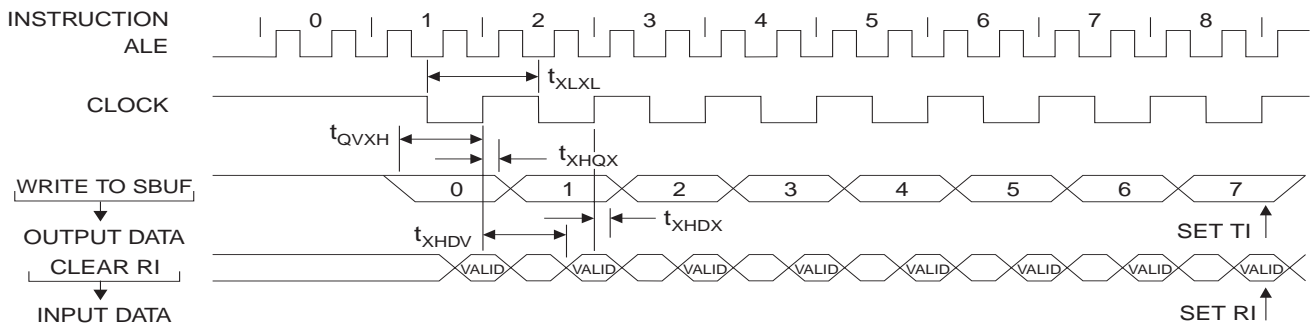 INSTRUCTION 0 1 2 3 4 5 6 7 8
ALE
tXLXL
CLOCK
tQVXH
tXHQX
WRITE TO SBUF 0 1 2 3 4 5 6 7
tXHDX
OUTPUT DATA tXHDV SET TI
CLEAR RI VALID VALID VALID VALID VALID VALID VALID VALID
INPUT DATA SET RI